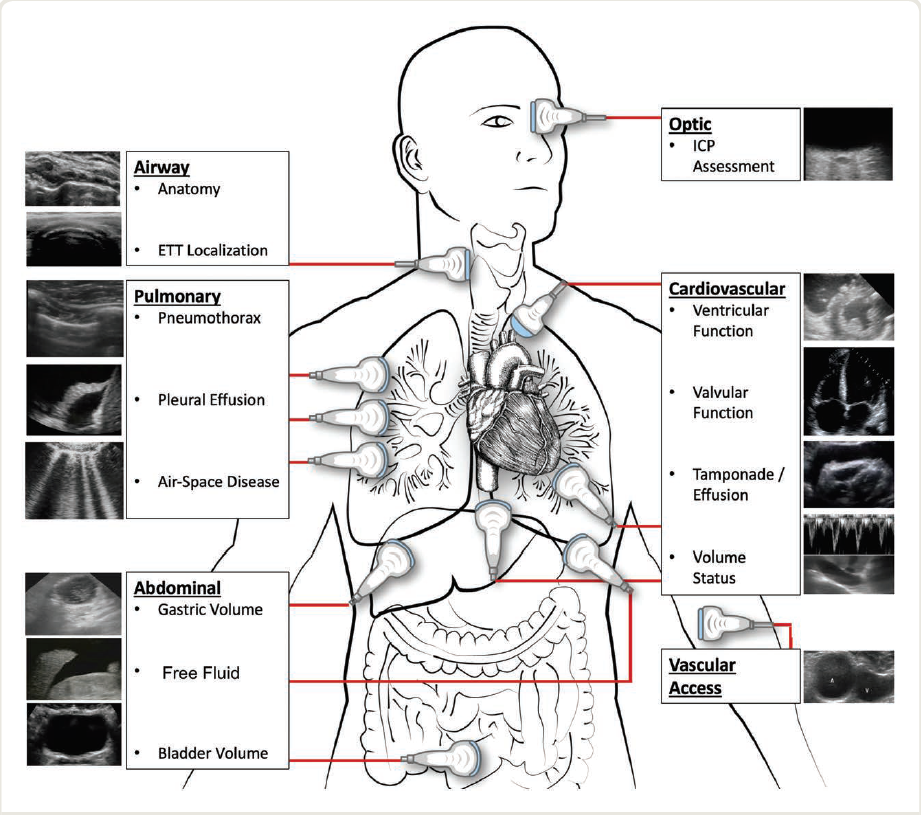 Optic
• ICP
Assessment
Airway
• Anatomy
• ETT Localization
Pulmonary
• Pneumothorax
• Pleural Effusion
• Air-Space Disease
Cardiovascular
• Ventricular
Function
• Valvular
Function
• Tamponade /
Effusion
• Volume
Status
Abdominal
• Gastric Volume
• Free Fluid
• Bladder Volume
Vascular
Access
A
V